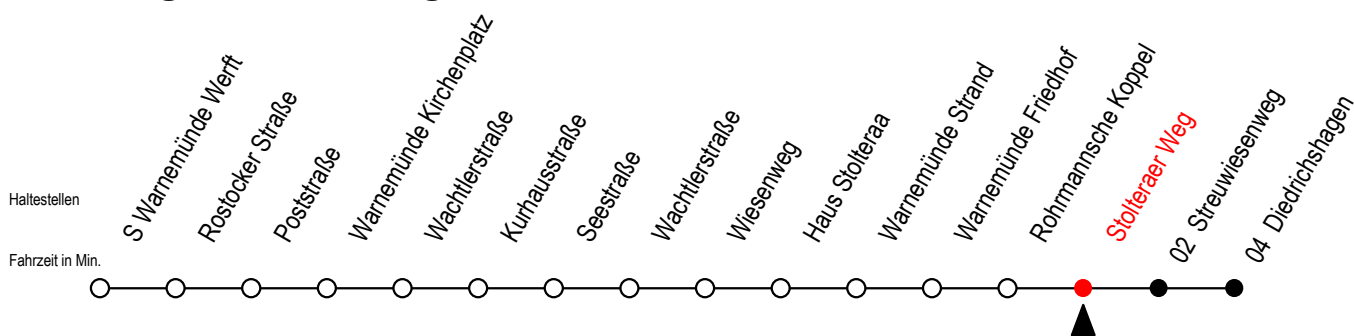 Haltestellen
Fahrzeit in Min.
S Warnemünde Werft
Rostocker Straße
Poststraße
Warnemünde Kirchenplatz
Wachtlerstraße
Kurhausstraße
Seestraße
Wachtlerstraße
Wiesenweg
Haus Stolteraa
Warnemünde Strand
Warnemünde Friedhof
Rohrmannsche Koppel
Stolteraer Weg
02 Streuwiesenweg
04 Diedrichshagen